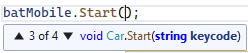 batMobile.Start();
▲ 3 of 4 ▼ void Car.Start(string keycode)